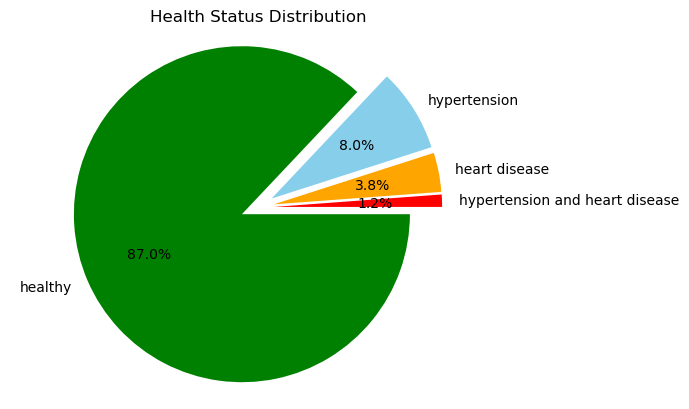 Health Status Distribution
hypertension
8.0%
heart disease
3.8%
hypertension and heart disease
1.2%
87.0%
healthy